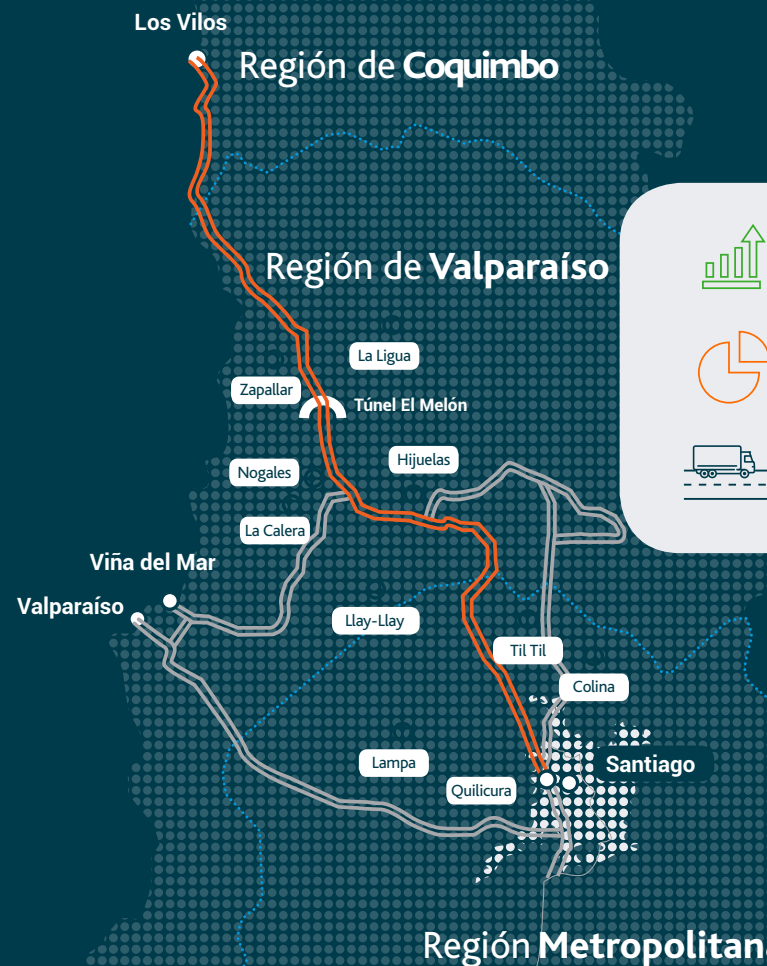 Los Vilos
Región de Coquimbo
Región de Valparaíso
La Ligua
Zapallar
Túnel El Melón
Hijuelas
Nogales
La Calera
Viña del Mar
Valparaíso
Llay-Llay
Til Til
Colina
Lampa
Santiago
Quilicura
Región Metropolitana